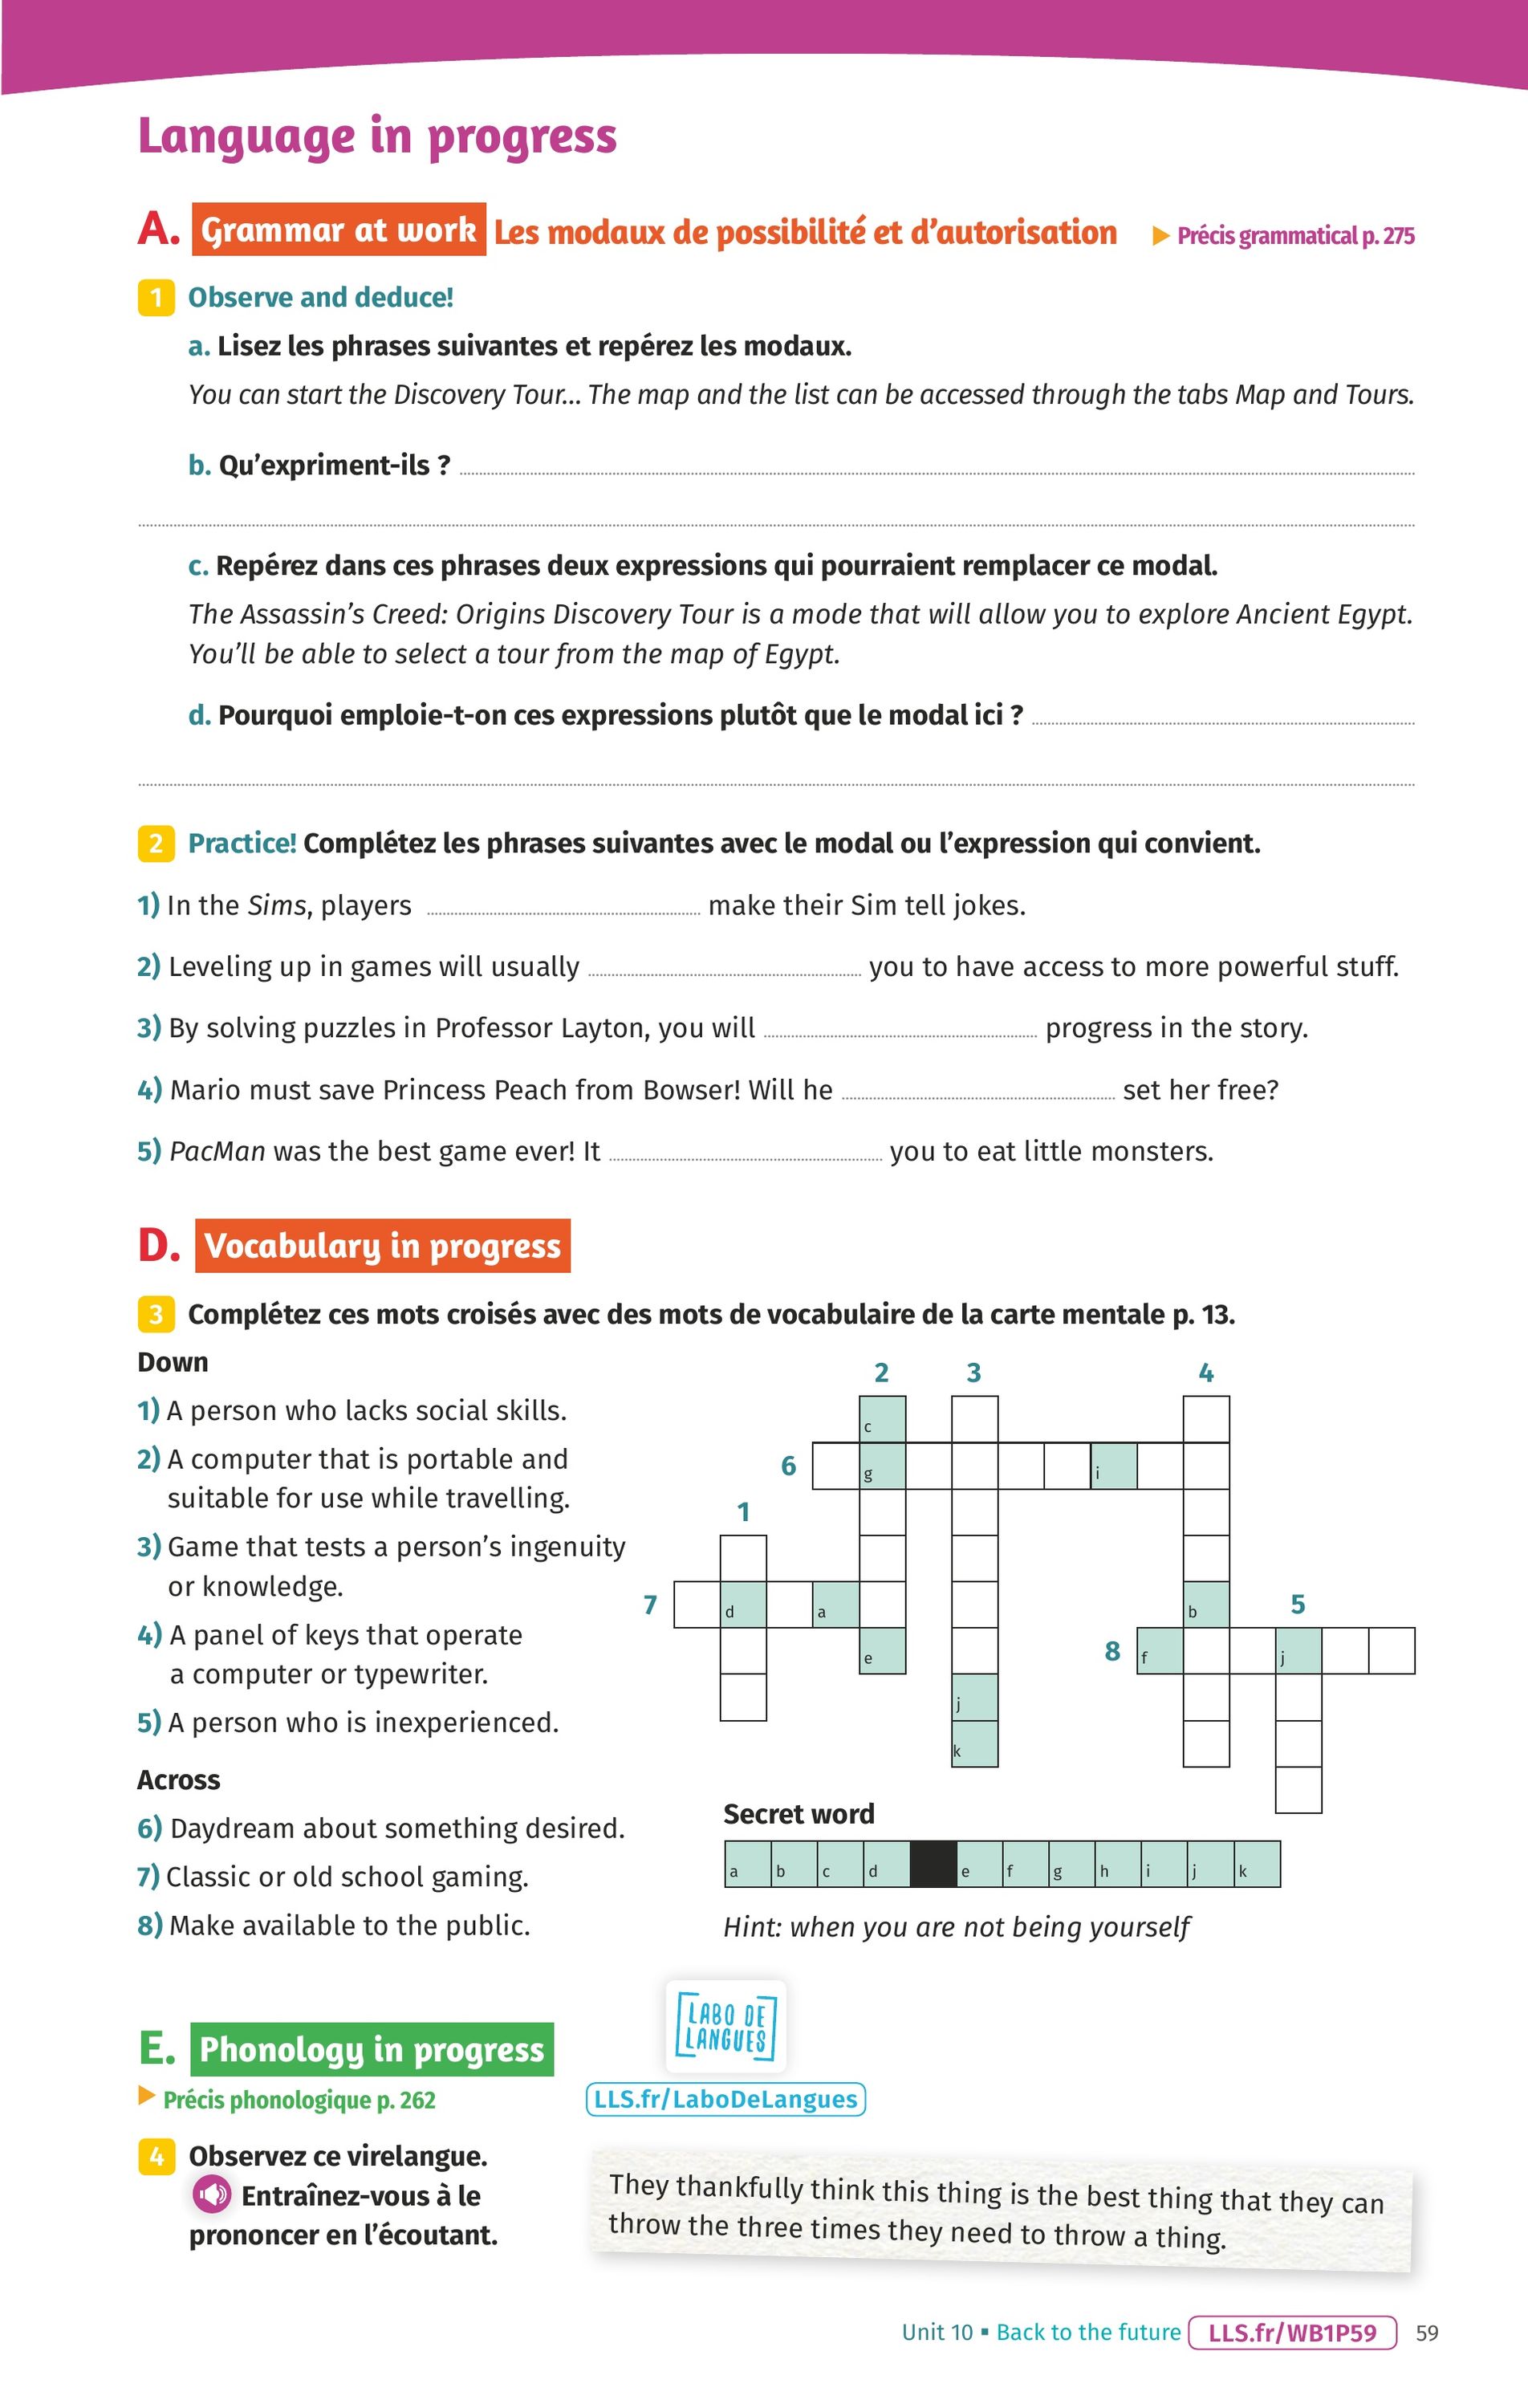 Language in progress
A. Grammar at work Les modaux de possibilité et d’autorisation ▶ Précis grammatical p. 275
1 Observe and deduce!
a. Lisez les phrases suivantes et repérez les modaux.
You can start the Discovery Tour... The map and the list can be accessed through the tabs Map and Tours.
b. Qu’expriment-ils ?
c. Repérez dans ces phrases deux expressions qui pourraient remplacer ce modal.
The Assassin’s Creed: Origins Discovery Tour is a mode that will allow you to explore Ancient Egypt.
You’ll be able to select a tour from the map of Egypt.
d. Pourquoi emploie-t-on ces expressions plutôt que le modal ici ?
2 Practice! Complétez les phrases suivantes avec le modal ou l’expression qui convient.
1) In the Sims, players ........ make their Sim tell jokes.
2) Leveling up in games will usually ........ you to have access to more powerful stuff.
3) By solving puzzles in Professor Layton, you will ........ progress in the story.
4) Mario must save Princess Peach from Bowser! Will he ........ set her free?
5) PacMan was the best game ever! It ........ you to eat little monsters.
D. Vocabulary in progress
3 Complétez ces mots croisés avec des mots de vocabulaire de la carte mentale p. 13.
Down
1) A person who lacks social skills.
2) A computer that is portable and
suitable for use while travelling.
3) Game that tests a person’s ingenuity
or knowledge.
4) A panel of keys that operate
a computer or typewriter.
5) A person who is inexperienced.
Across
6) Daydream about something desired.
7) Classic or old school gaming.
8) Make available to the public.
2 3 4
c
6 g i
1
7 d a b 5
e 8 f j
j
k
Secret word
a b c d e f g h i j k
Hint: when you are not being yourself
LABO DE
LANGUES
LLS.fr/LaboDeLangues
E. Phonology in progress
▶ Précis phonologique p. 262
4 Observez ce virelangue.
Entraînez-vous à le
prononcer en l’écoutant.
They thankfully think this thing is the best thing that they can
throw the three times they need to throw a thing.
Unit 10 ▪ Back to the future LLS.fr/WB1P59 59